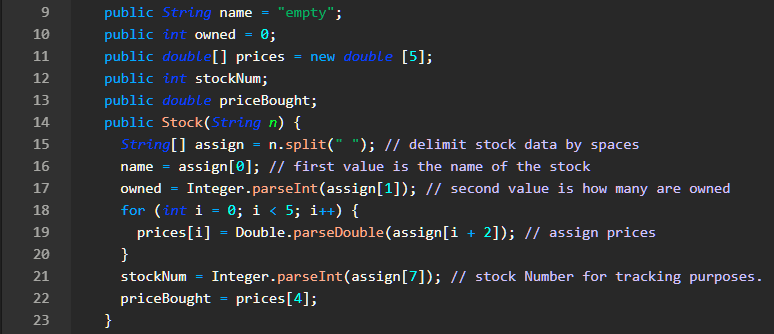 9 public String name = "empty";
10 public int owned = 0;
11 public double[] prices = new double [5];
12 public int stockNum;
13 public double priceBought;
14 public Stock(String n) {
15 String[] assign = n.split(" "); // delimit stock data by spaces
16 name = assign[0]; // first value is the name of the stock
17 owned = Integer.parseInt(assign[1]); // second value is how many are owned
18 for (int i = 0; i < 5; i++) {
19 prices[i] = Double.parseDouble(assign[i + 2]); // assign prices
20 }
21 stockNum = Integer.parseInt(assign[7]); // stock Number for tracking purposes.
22 priceBought = prices[4];
23 }